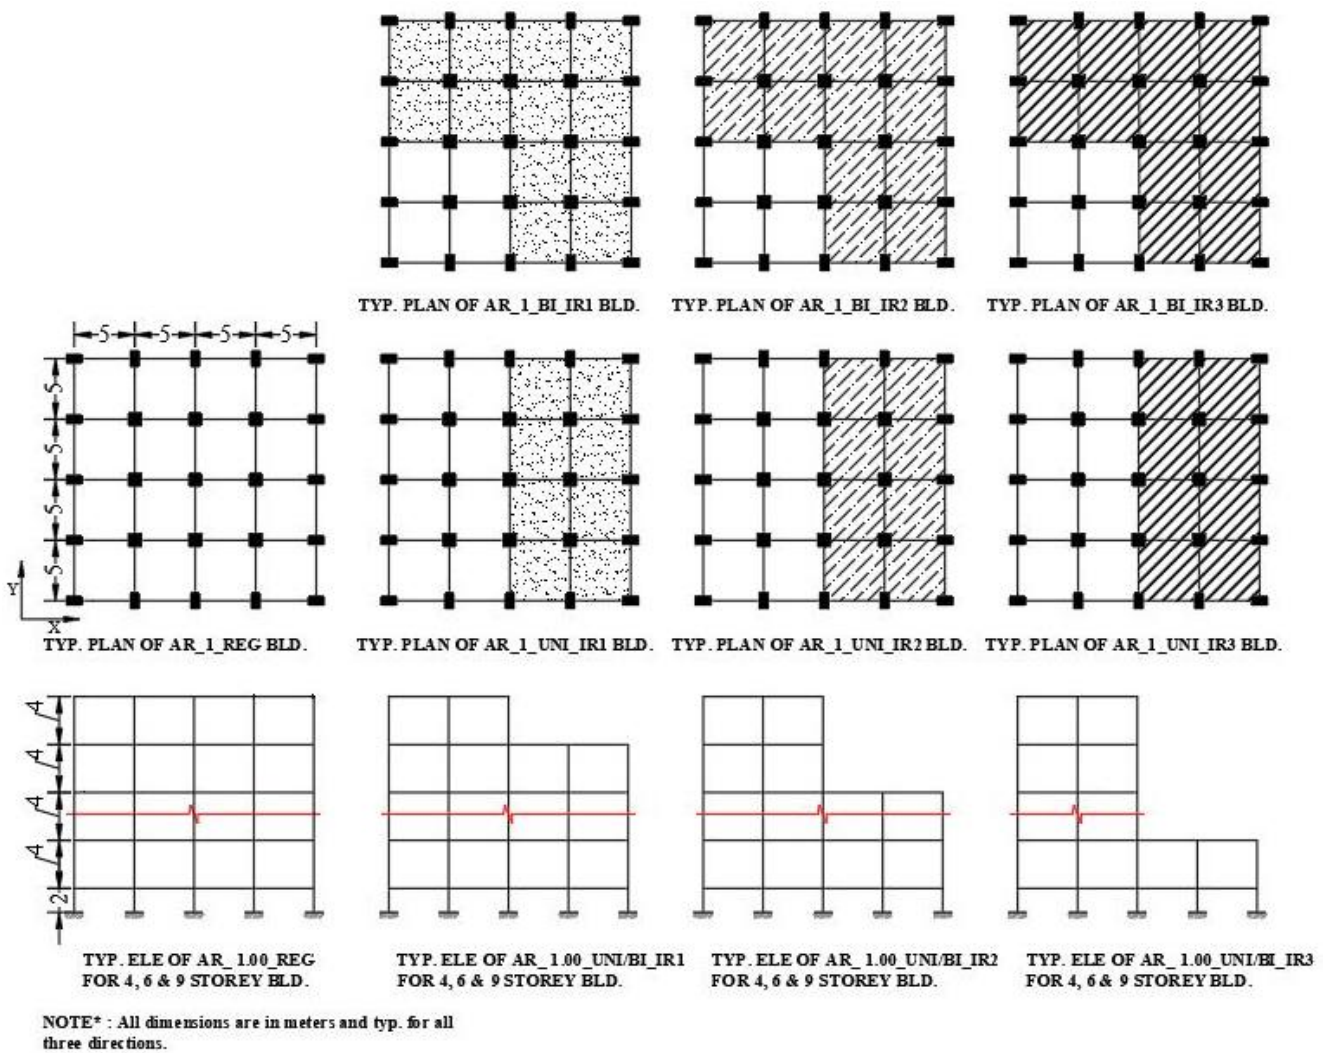 TYP. PLAN OF AR_1_BI_IR1 BLD.
TYP. PLAN OF AR_1_BI_IR2 BLD.
TYP. PLAN OF AR_1_BI_IR3 BLD.
5 5 5 5
5
5
5
5
Y
X
TYP. PLAN OF AR_1_REG BLD.
TYP. PLAN OF AR_1_UNI_IR1 BLD.
TYP. PLAN OF AR_1_UNI_IR2 BLD.
TYP. PLAN OF AR_1_UNI_IR3 BLD.
4
4
4
4
2
TYP. ELE OF AR_ 1.00_REG
FOR 4, 6 & 9 STOREY BLD.
TYP. ELE OF AR_ 1.00_UNI/BI_IR1
FOR 4, 6 & 9 STOREY BLD.
TYP. ELE OF AR_ 1.00_UNI/BI_IR2
FOR 4, 6 & 9 STOREY BLD.
TYP. ELE OF AR_ 1.00_UNI/BI_IR3
FOR 4, 6 & 9 STOREY BLD.
NOTE* : All dimensions are in meters and typ. for all
three directions.